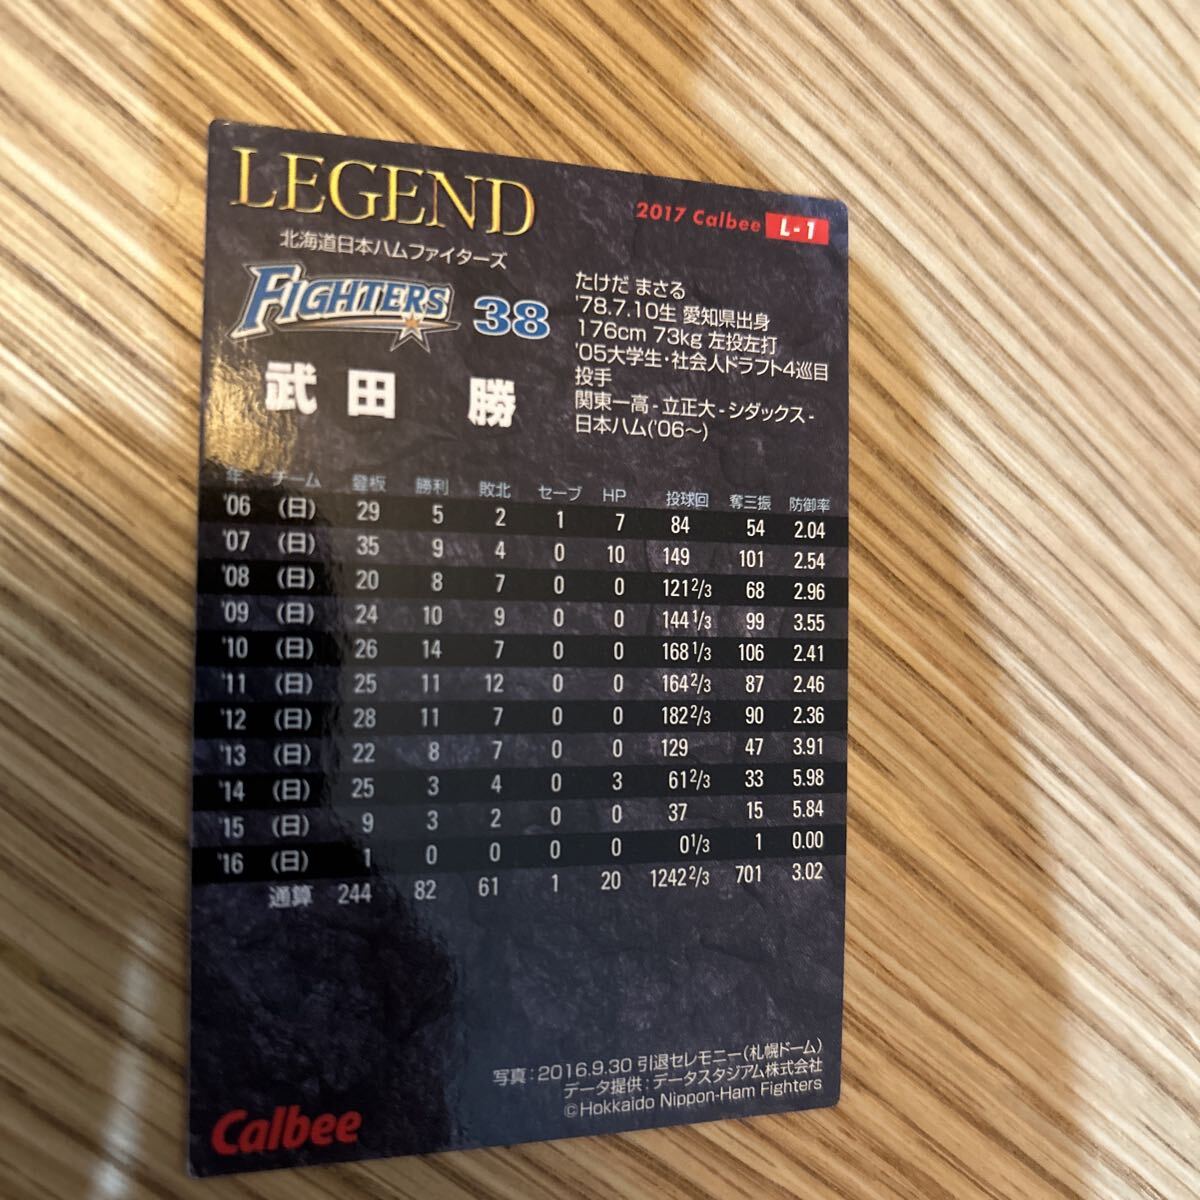 LEGEND
2017 Calbee L-1
北海道日本ハムファイターズ
FIGHTERS 38
武田 勝
たけだ まさる
'78.7.10生 愛知県出身
176cm 73kg 左投左打
'05大学生・社会人ドラフト4巡目
投手
関東一高-立正大-シダックス-
日本ハム('06～)
年 チーム 登板 勝利 敗北 セーブ HP 投球回 奪三振 防御率
'06 (日) 29 5 2 1 7 84 54 2.04
'07 (日) 35 9 4 0 10 149 101 2.54
'08 (日) 20 8 7 0 0 121 2/3 68 2.96
'09 (日) 24 10 9 0 0 144 1/3 99 3.55
'10 (日) 26 14 7 0 0 168 1/3 106 2.41
'11 (日) 25 11 12 0 0 164 2/3 87 2.46
'12 (日) 28 11 7 0 0 182 2/3 90 2.36
'13 (日) 22 8 7 0 0 129 47 3.91
'14 (日) 25 3 4 0 3 61 2/3 33 5.98
'15 (日) 9 3 2 0 0 37 15 5.84
'16 (日) 1 0 0 0 0 0 1/3 1 0.00
通算 244 82 61 1 20 1242 2/3 701 3.02
写真：2016.9.30 引退セレモニー(札幌ドーム)
データ提供：データスタジアム株式会社
©Hokkaido Nippon-Ham Fighters
Calbee